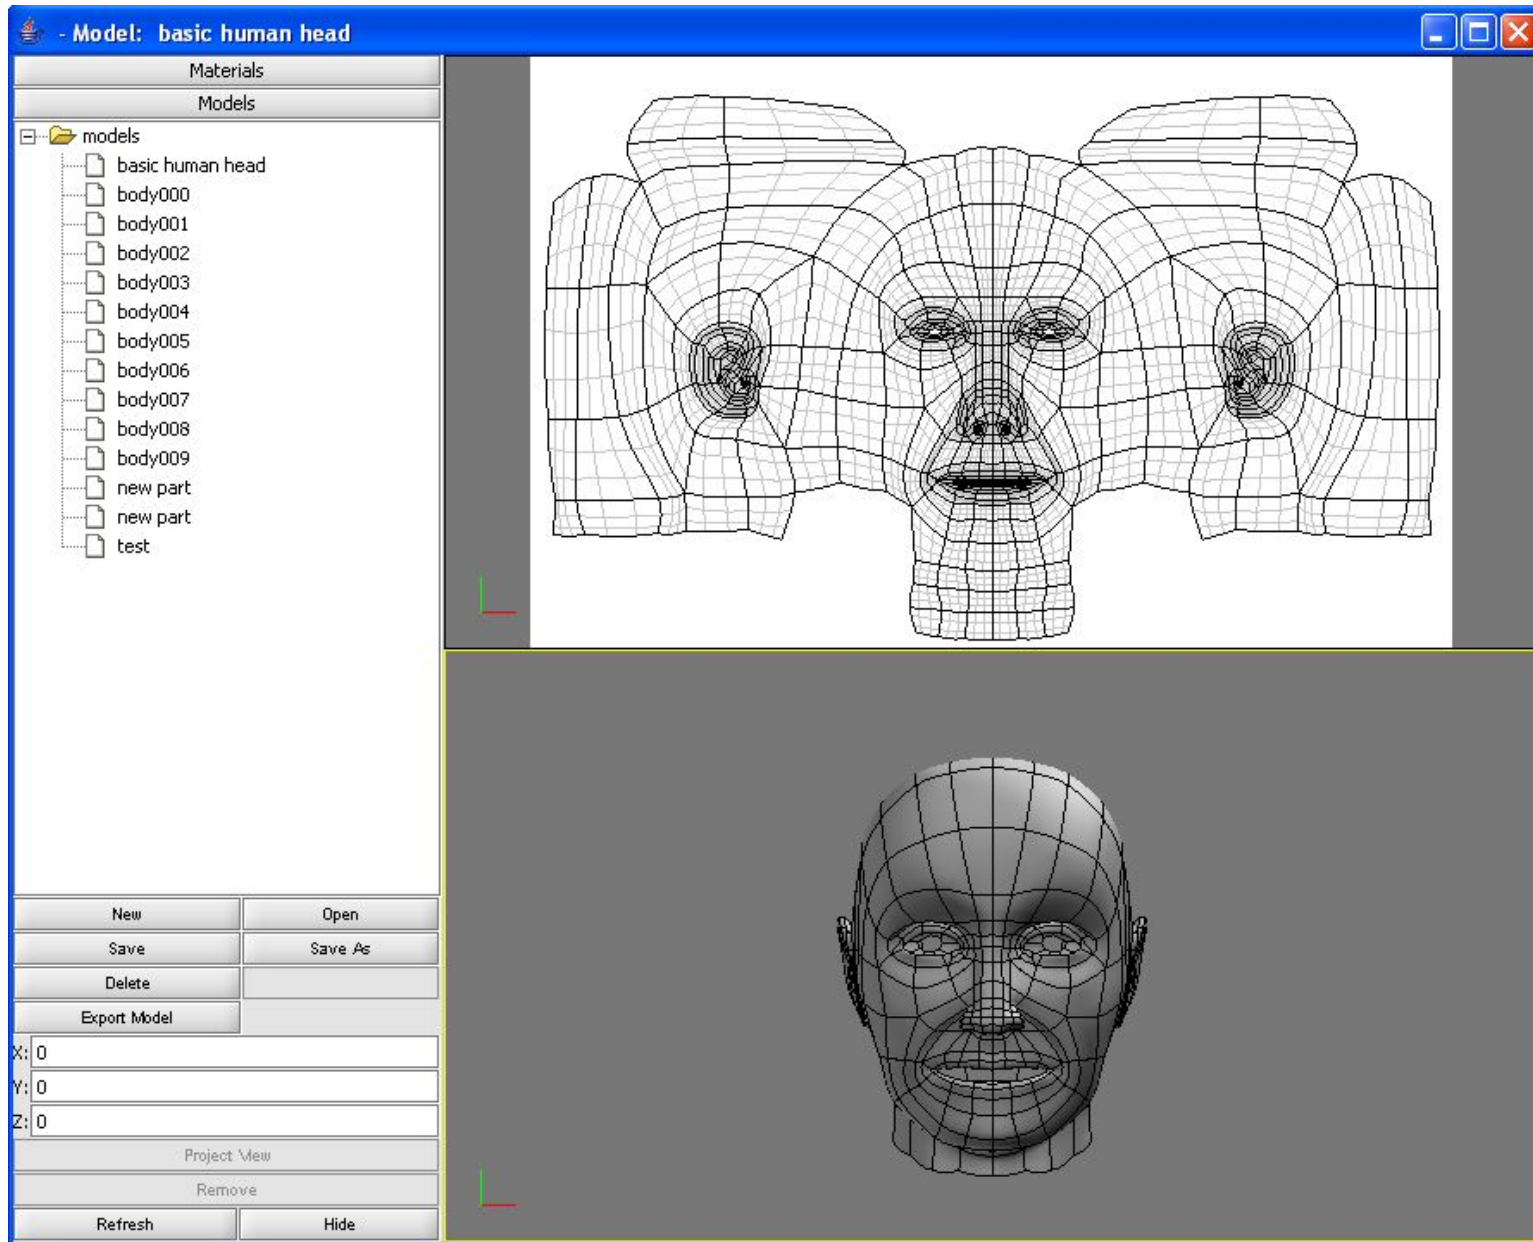 - Model: basic human head
Materials
Models
models
basic human head
body000
body001
body002
body003
body004
body005
body006
body007
body008
body009
new part
new part
test
New Open
Save Save As
Delete
Export Model
X: 0
Y: 0
Z: 0
Project View
Remove
Refresh Hide